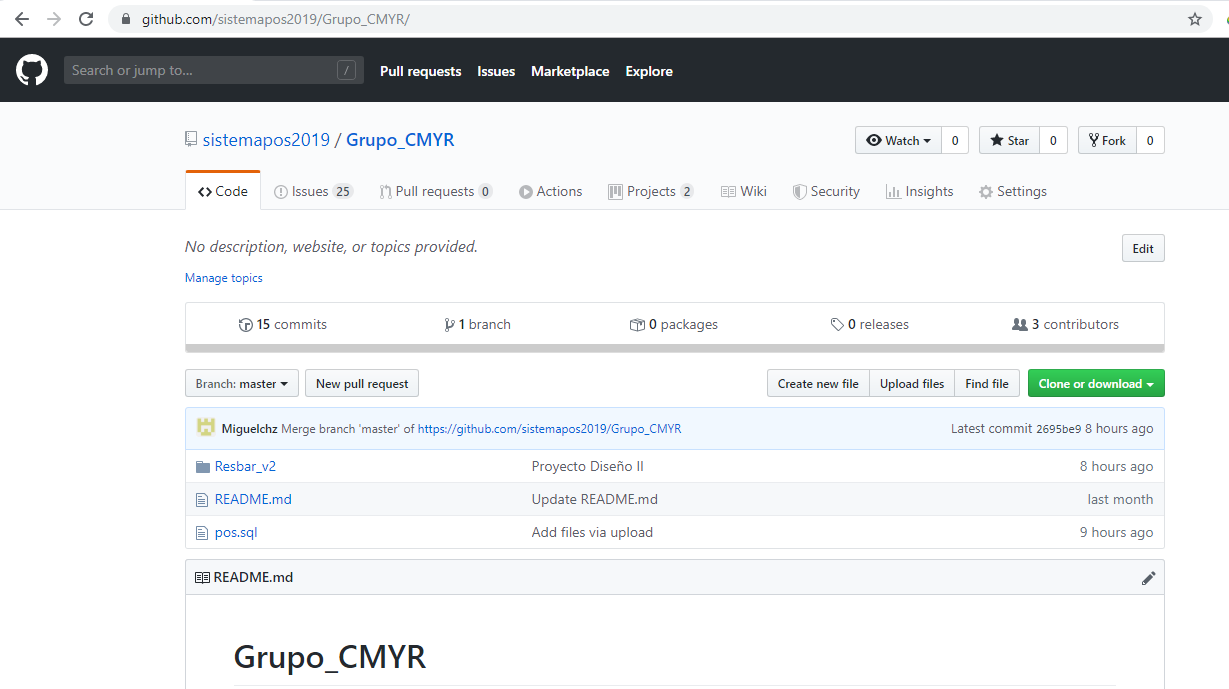 github.com/sistemapos2019/Grupo_CMYR/
Search or jump to... / Pull requests Issues Marketplace Explore
sistemapos2019 / Grupo_CMYR Watch 0 Star 0 Fork 0
Code Issues 25 Pull requests 0 Actions Projects 2 Wiki Security Insights Settings
No description, website, or topics provided. Edit
Manage topics
15 commits 1 branch 0 packages 0 releases 3 contributors
Branch: master New pull request Create new file Upload files Find file Clone or download
Miguelchz Merge branch 'master' of https://github.com/sistemapos2019/Grupo_CMYR Latest commit 2695be9 8 hours ago
Resbar_v2 Proyecto Diseño II 8 hours ago
README.md Update README.md last month
pos.sql Add files via upload 9 hours ago
README.md
Grupo_CMYR